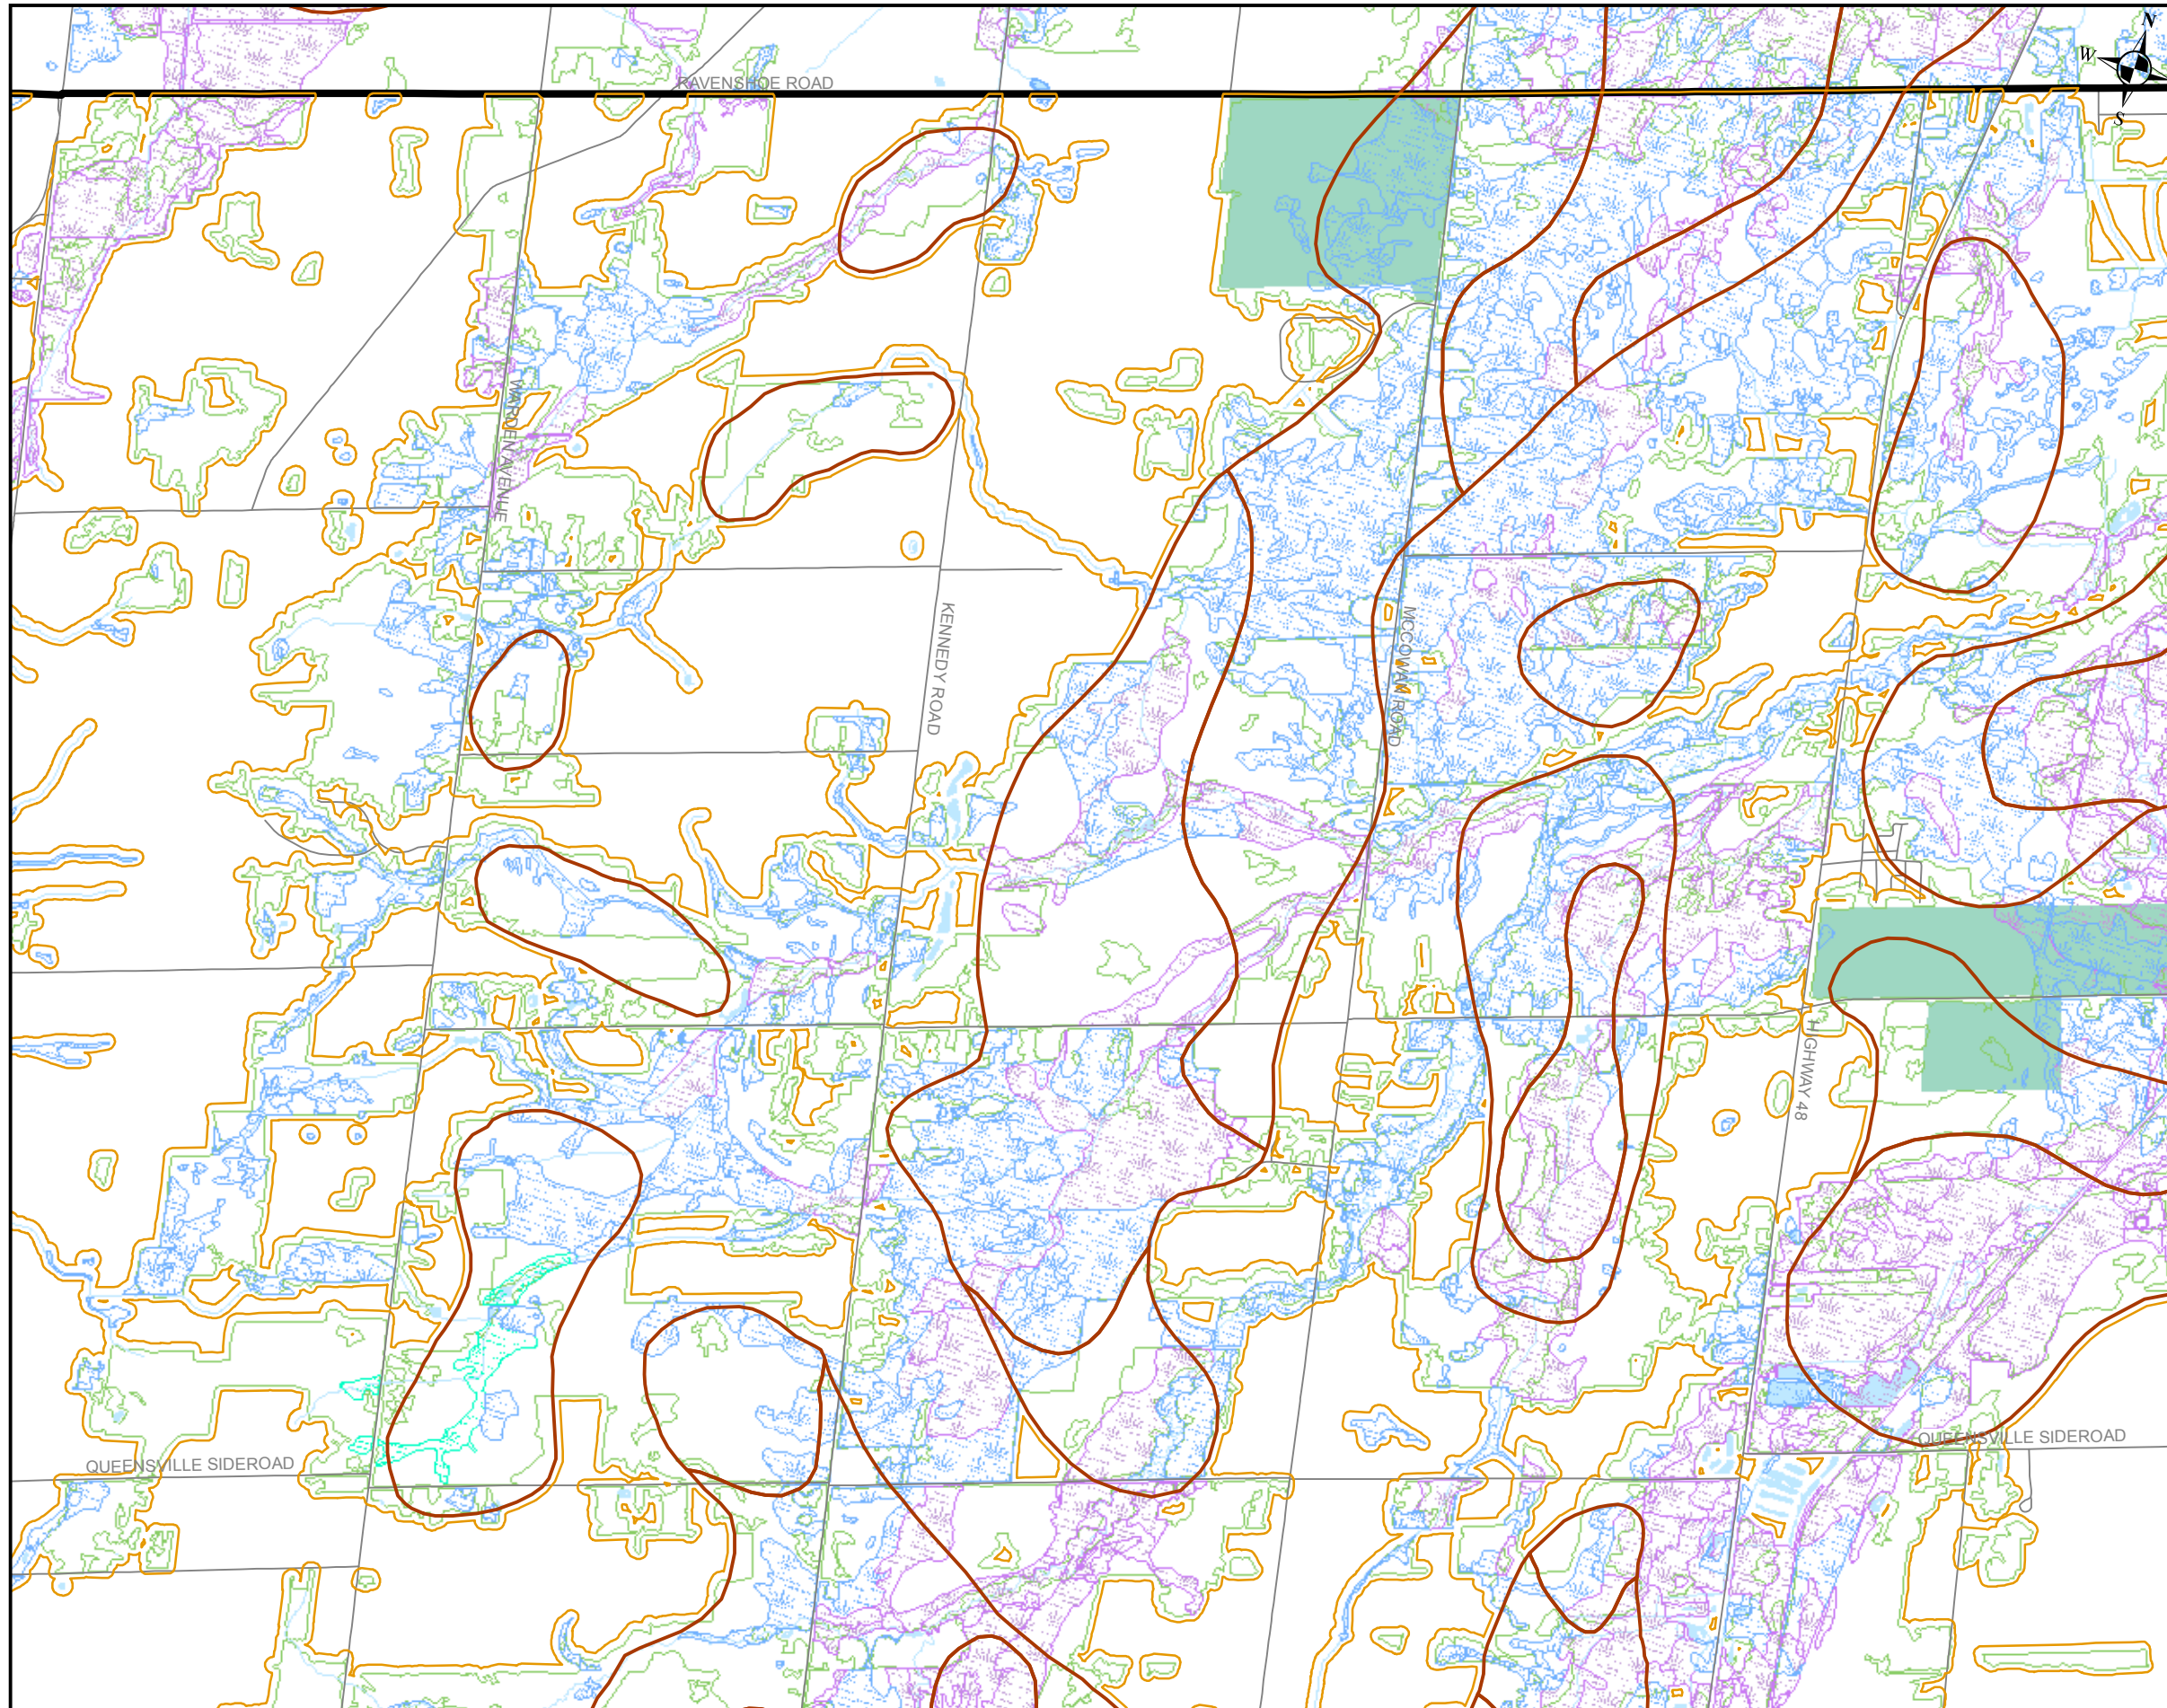 N
W
S
RAVENSHOE ROAD
WARDEN AVENUE
KENNEDY ROAD
MCCOWAN ROAD
HIGHWAY 48
QUEENSVILLE SIDEROAD
QUEENSVILLE SIDEROAD